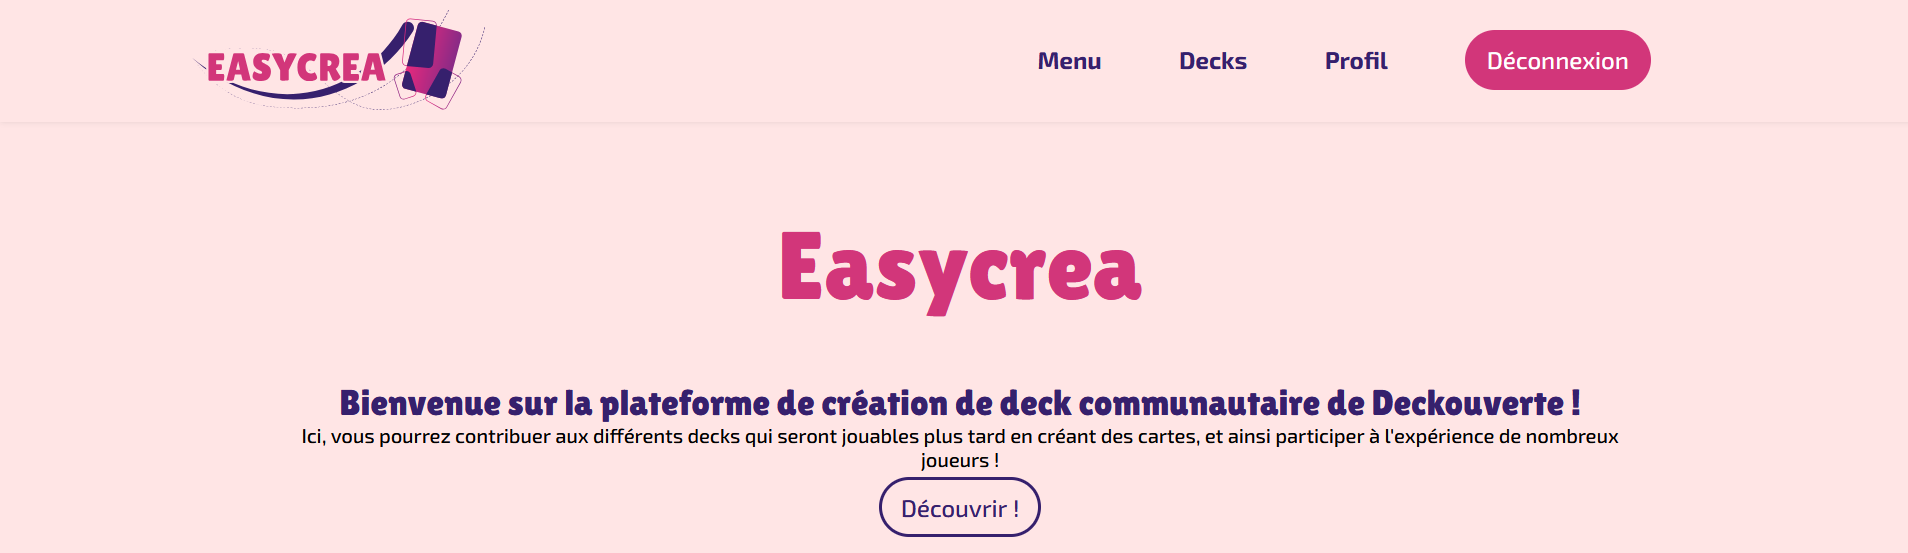 EASYCREA
Menu Decks Profil Déconnexion
Easycrea
Bienvenue sur la plateforme de création de deck communautaire de Deckouverte !
Ici, vous pourrez contribuer aux différents decks qui seront jouables plus tard en créant des cartes, et ainsi participer à l'expérience de nombreux
joueurs !
Découvrir !